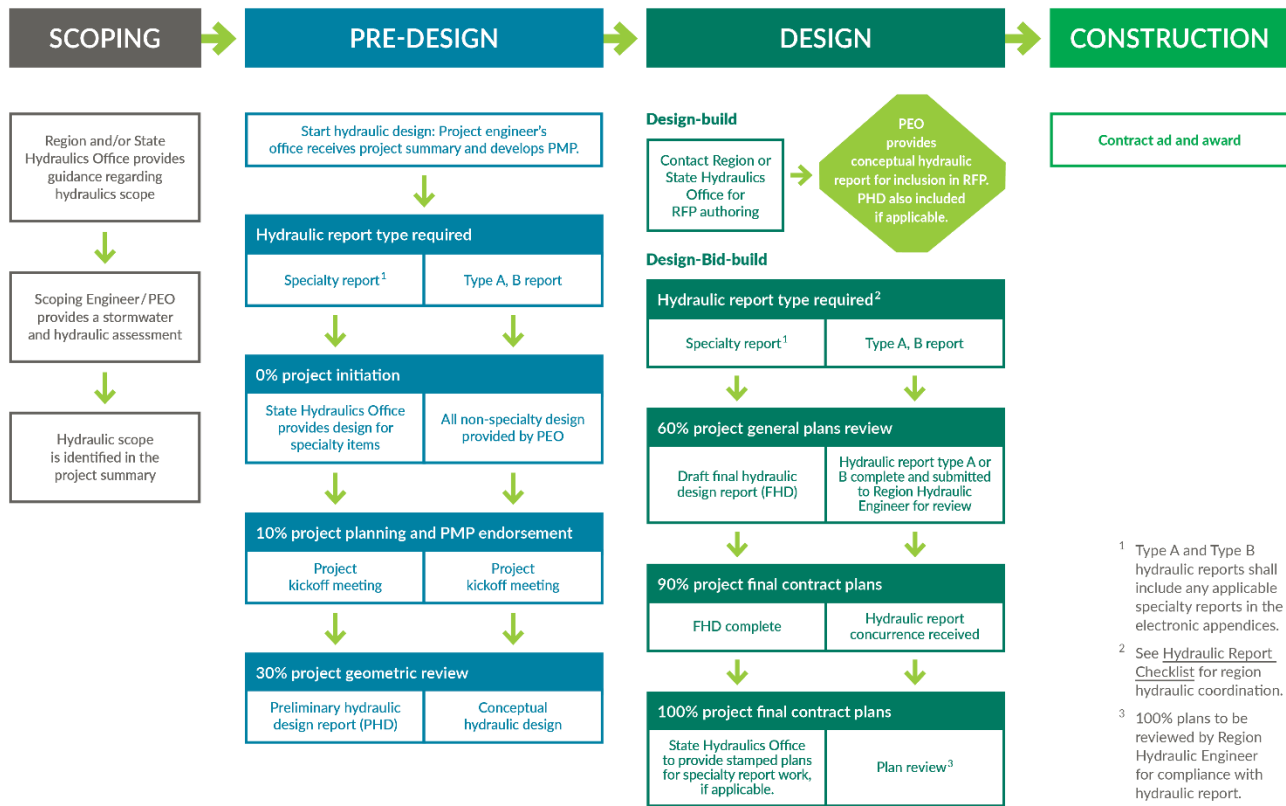 SCOPING
PRE-DESIGN
DESIGN
CONSTRUCTION
Region and/or State
Hydraulics Office provides
guidance regarding
hydraulics scope
Scoping Engineer/PEO
provides a stormwater
and hydraulic assessment
Hydraulic scope
is identified in the
project summary
Start hydraulic design: Project engineer's
office receives project summary and develops PMP.
Hydraulic report type required
Specialty report1
Type A, B report
0% project initiation
State Hydraulics Office
provides design for
specialty items
All non-specialty design
provided by PEO
10% project planning and PMP endorsement
Project
kickoff meeting
Project
kickoff meeting
30% project geometric review
Preliminary hydraulic
design report (PHD)
Conceptual
hydraulic design
Design-build
Contact Region or
State Hydraulics
Office for
RFP authoring
PEO
provides
conceptual hydraulic
report for inclusion in RFP.
PHD also included
if applicable.
Design-Bid-build
Hydraulic report type required2
Specialty report1
Type A, B report
60% project general plans review
Draft final hydraulic
design report (FHD)
Hydraulic report type A or
B complete and submitted
to Region Hydraulic
Engineer for review
90% project final contract plans
FHD complete
Hydraulic report
concurrence received
100% project final contract plans
State Hydraulics Office
to provide stamped plans
for specialty report work,
if applicable.
Plan review3
Contract ad and award
1 Type A and Type B
hydraulic reports shall
include any applicable
specialty reports in the
electronic appendices.
2 See Hydraulic Report
Checklist for region
hydraulic coordination.
3 100% plans to be
reviewed by Region
Hydraulic Engineer
for compliance with
hydraulic report.